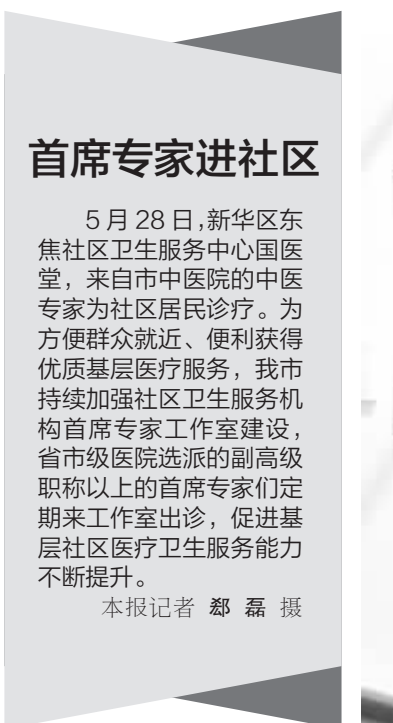 首席专家进社区
5月28日,新华区东
焦社区卫生服务中心国医
堂，来自市中医院的中医
专家为社区居民诊疗。为
方便群众就近、便利获得
优质基层医疗服务，我市
持续加强社区卫生服务机
构首席专家工作室建设，
省市级医院选派的副高级
职称以上的首席专家们定
期来工作室出诊，促进基
层社区医疗卫生服务能力
不断提升。
本报记者 郄 磊 摄